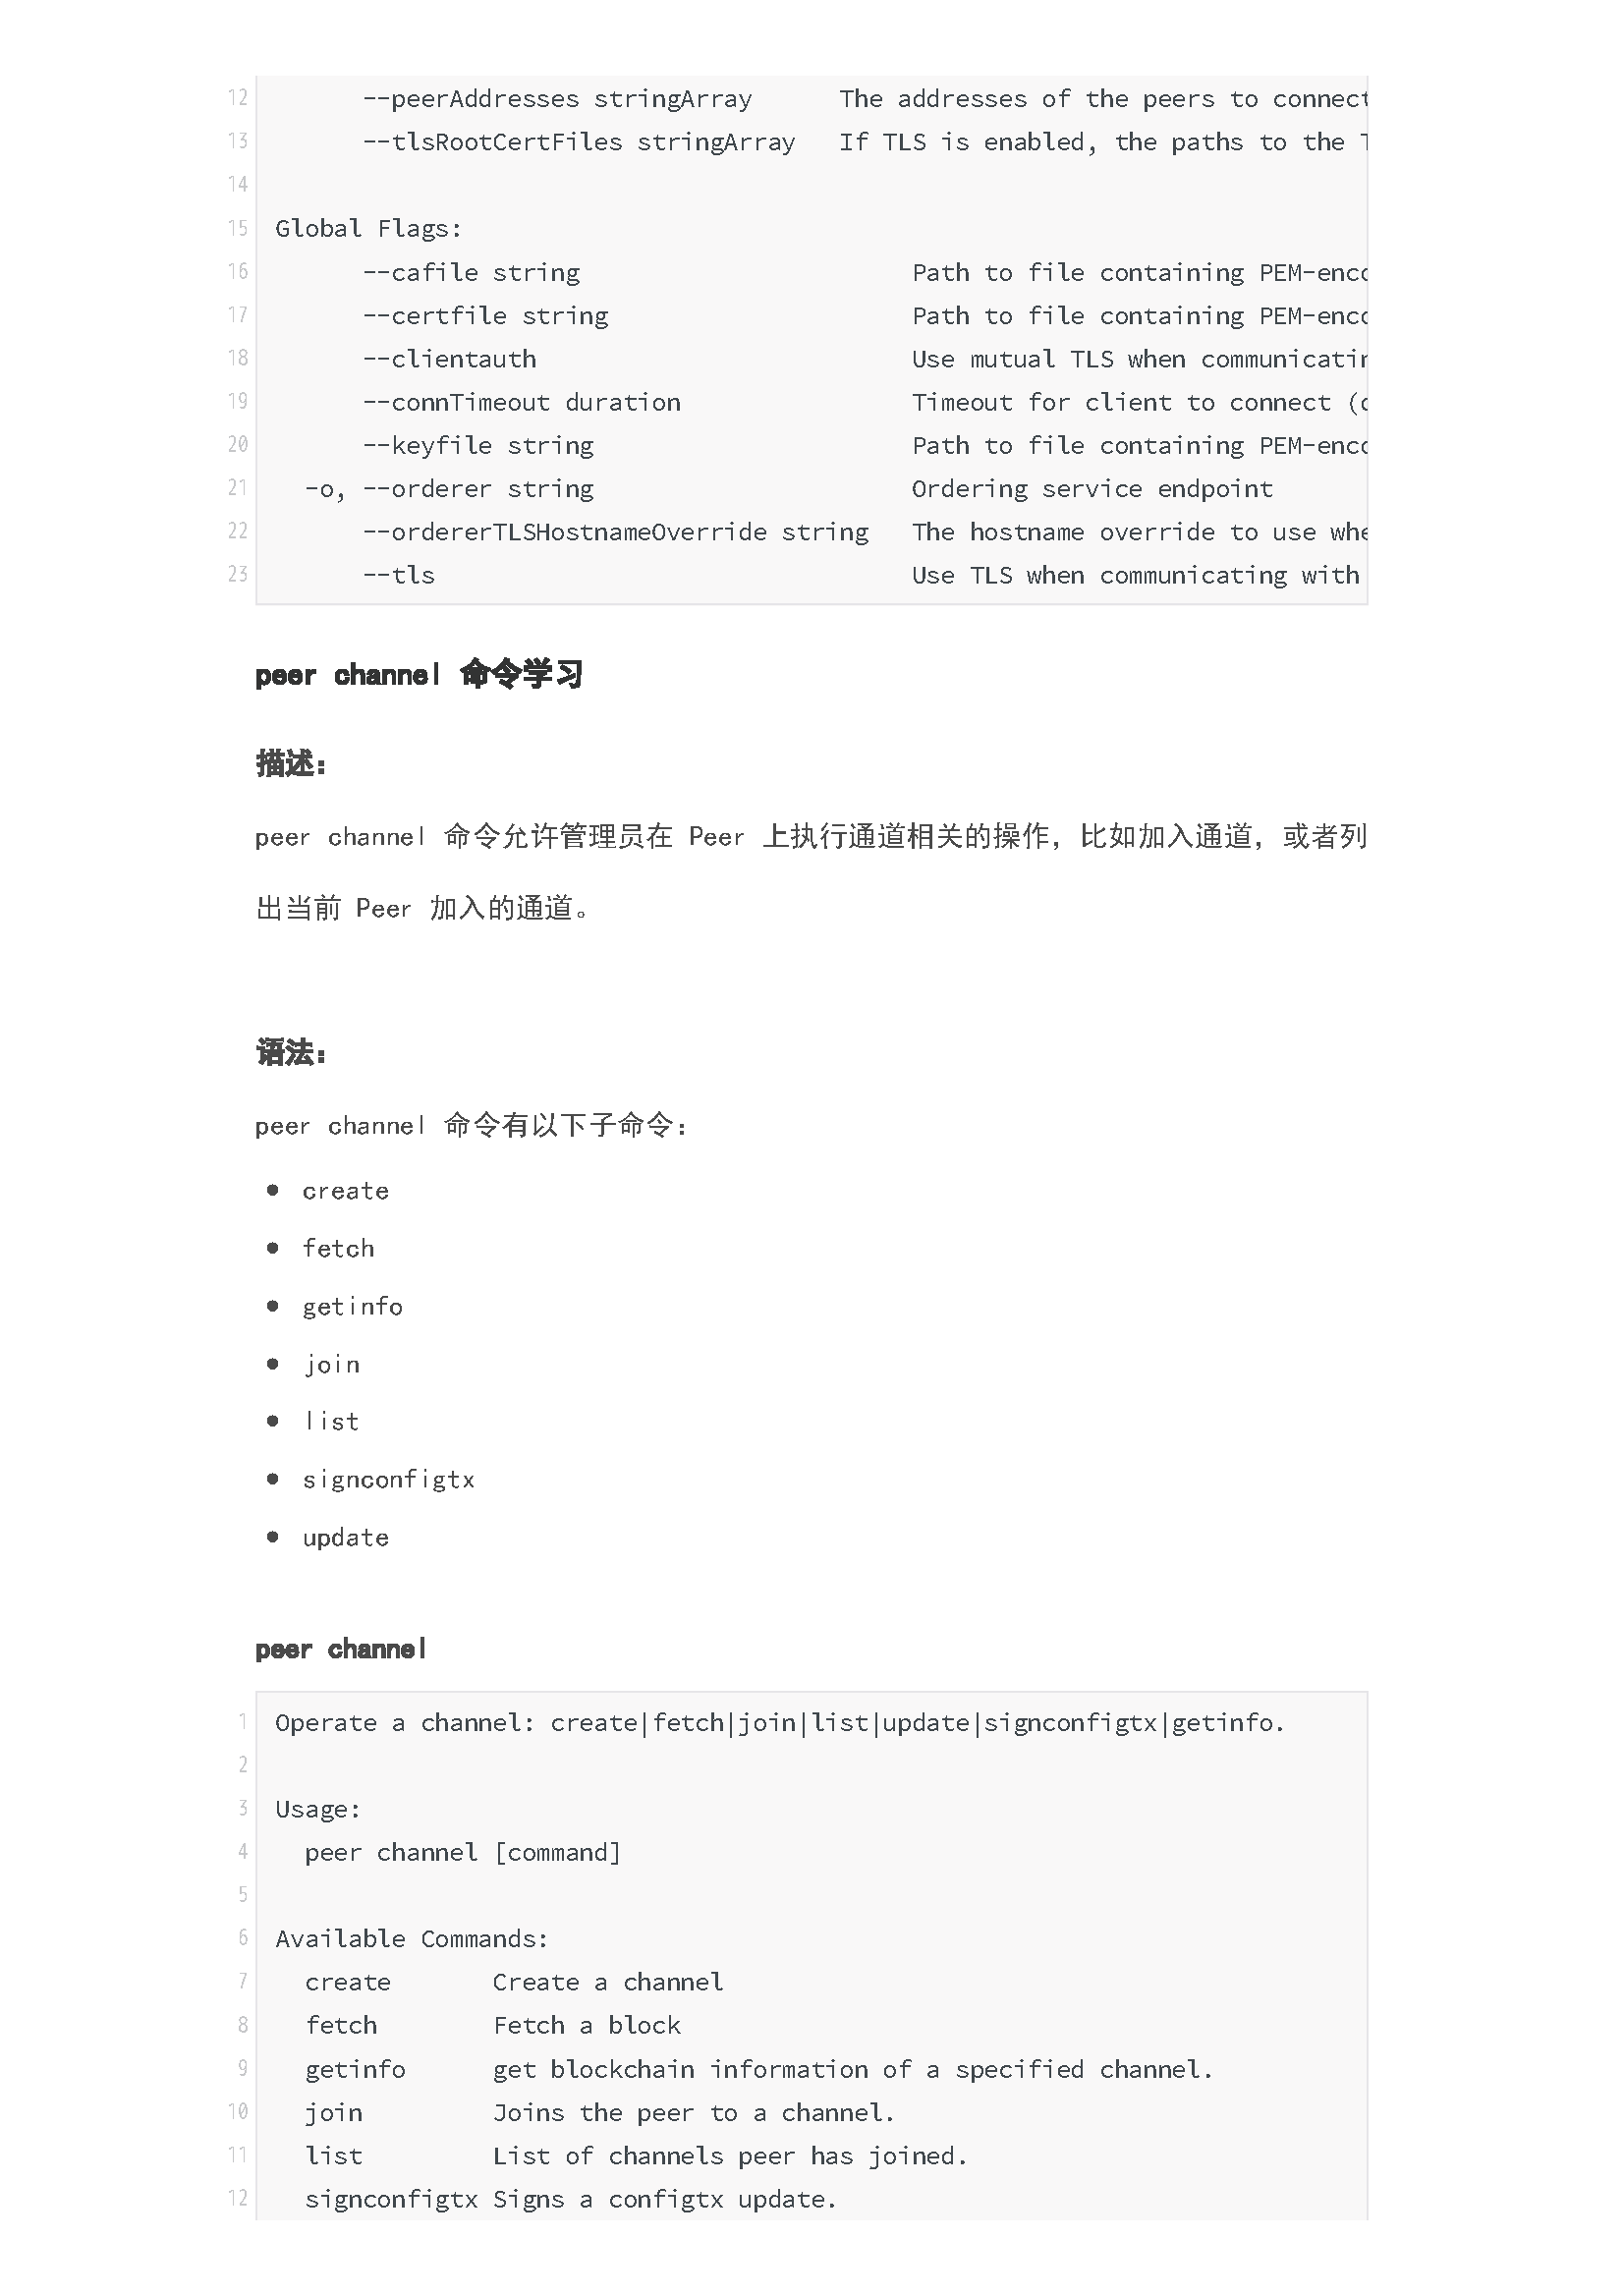 12       --peerAddresses stringArray      The addresses of the peers to connect
13       --tlsRootCertFiles stringArray   If TLS is enabled, the paths to the
14
15 Global Flags:
16       --cafile string                       Path to file containing
17       --certfile string                     Path to file containing
18       --clientauth                          Use mutual TLS when
19       --connTimeout duration                Timeout for client to connect
20       --keyfile string                      Path to file containing
21   -o, --orderer string                      Ordering service endpoint
22       --ordererTLSHostnameOverride string   The hostname override to use
23       --tls                                 Use TLS when communicating with
peer channel 命令学习
描述：
peer channel 命令允许管理员在 Peer 上执行通道相关的操作，比如加入通道，或者列
出当前 Peer 加入的通道。
语法：
peer channel 命令有以下子命令：
● create
● fetch
● getinfo
● join
● list
● signconfigtx
● update
peer channel
1 Operate a channel: create|fetch|join|list|update|signconfigtx|getinfo.
2
3 Usage:
4   peer channel [command]
5
6 Available Commands:
7   create       Create a channel
8   fetch        Fetch a block
9   getinfo      get blockchain information of a specified channel.
10   join         Joins the peer to a channel.
11   list         List of channels peer has joined.
12   signconfigtx Signs a configtx update.